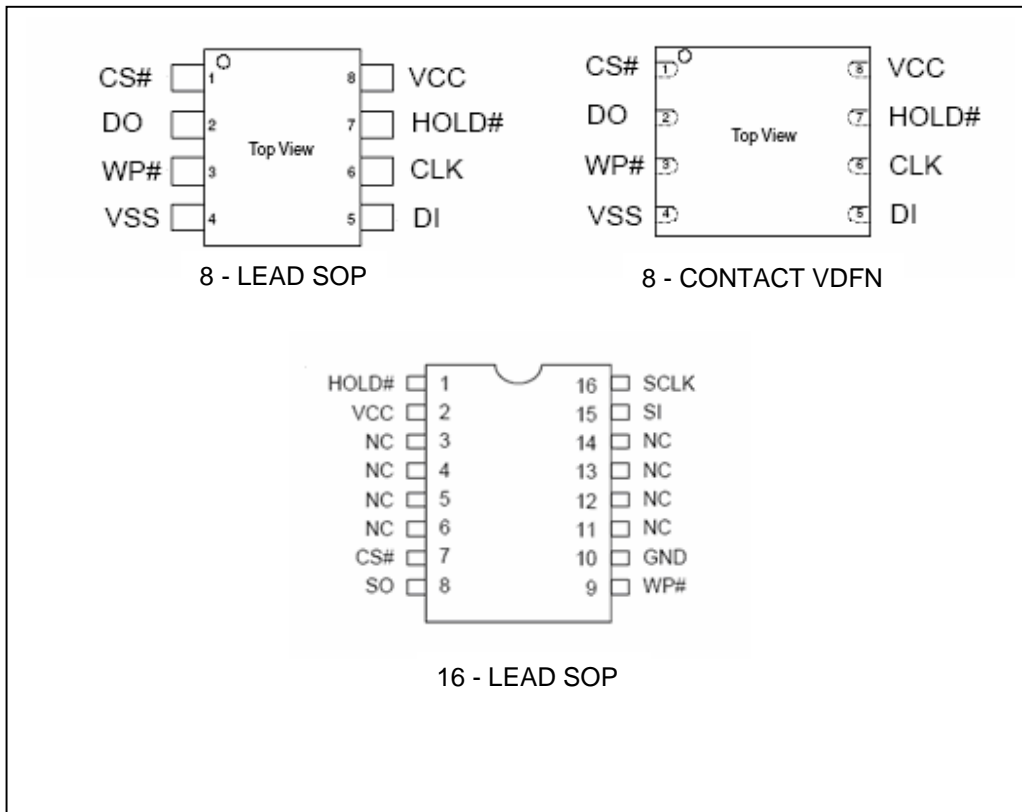 CS# 1 8 VCC
DO 2 7 HOLD#
Top View
WP# 3 6 CLK
VSS 4 5 DI
8 - LEAD SOP
CS# 1 8 VCC
DO 2 7 HOLD#
Top View
WP# 3 6 CLK
VSS 4 5 DI
8 - CONTACT VDFN
HOLD# 1 16 SCLK
VCC 2 15 SI
NC 3 14 NC
NC 4 13 NC
NC 5 12 NC
NC 6 11 NC
CS# 7 10 GND
SO 8 9 WP#
16 - LEAD SOP